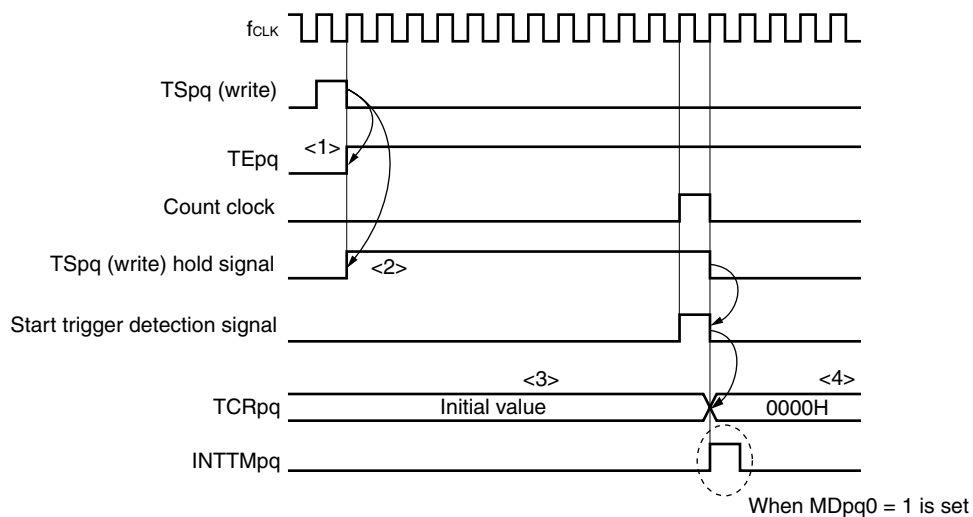 fCLK
TSpq (write)
<1>
TEpq
Count clock
TSpq (write) hold signal
<2>
Start trigger detection signal
<3>
<4>
TCRpq
Initial value
0000H
INTTMpq
When MDpq0 = 1 is set